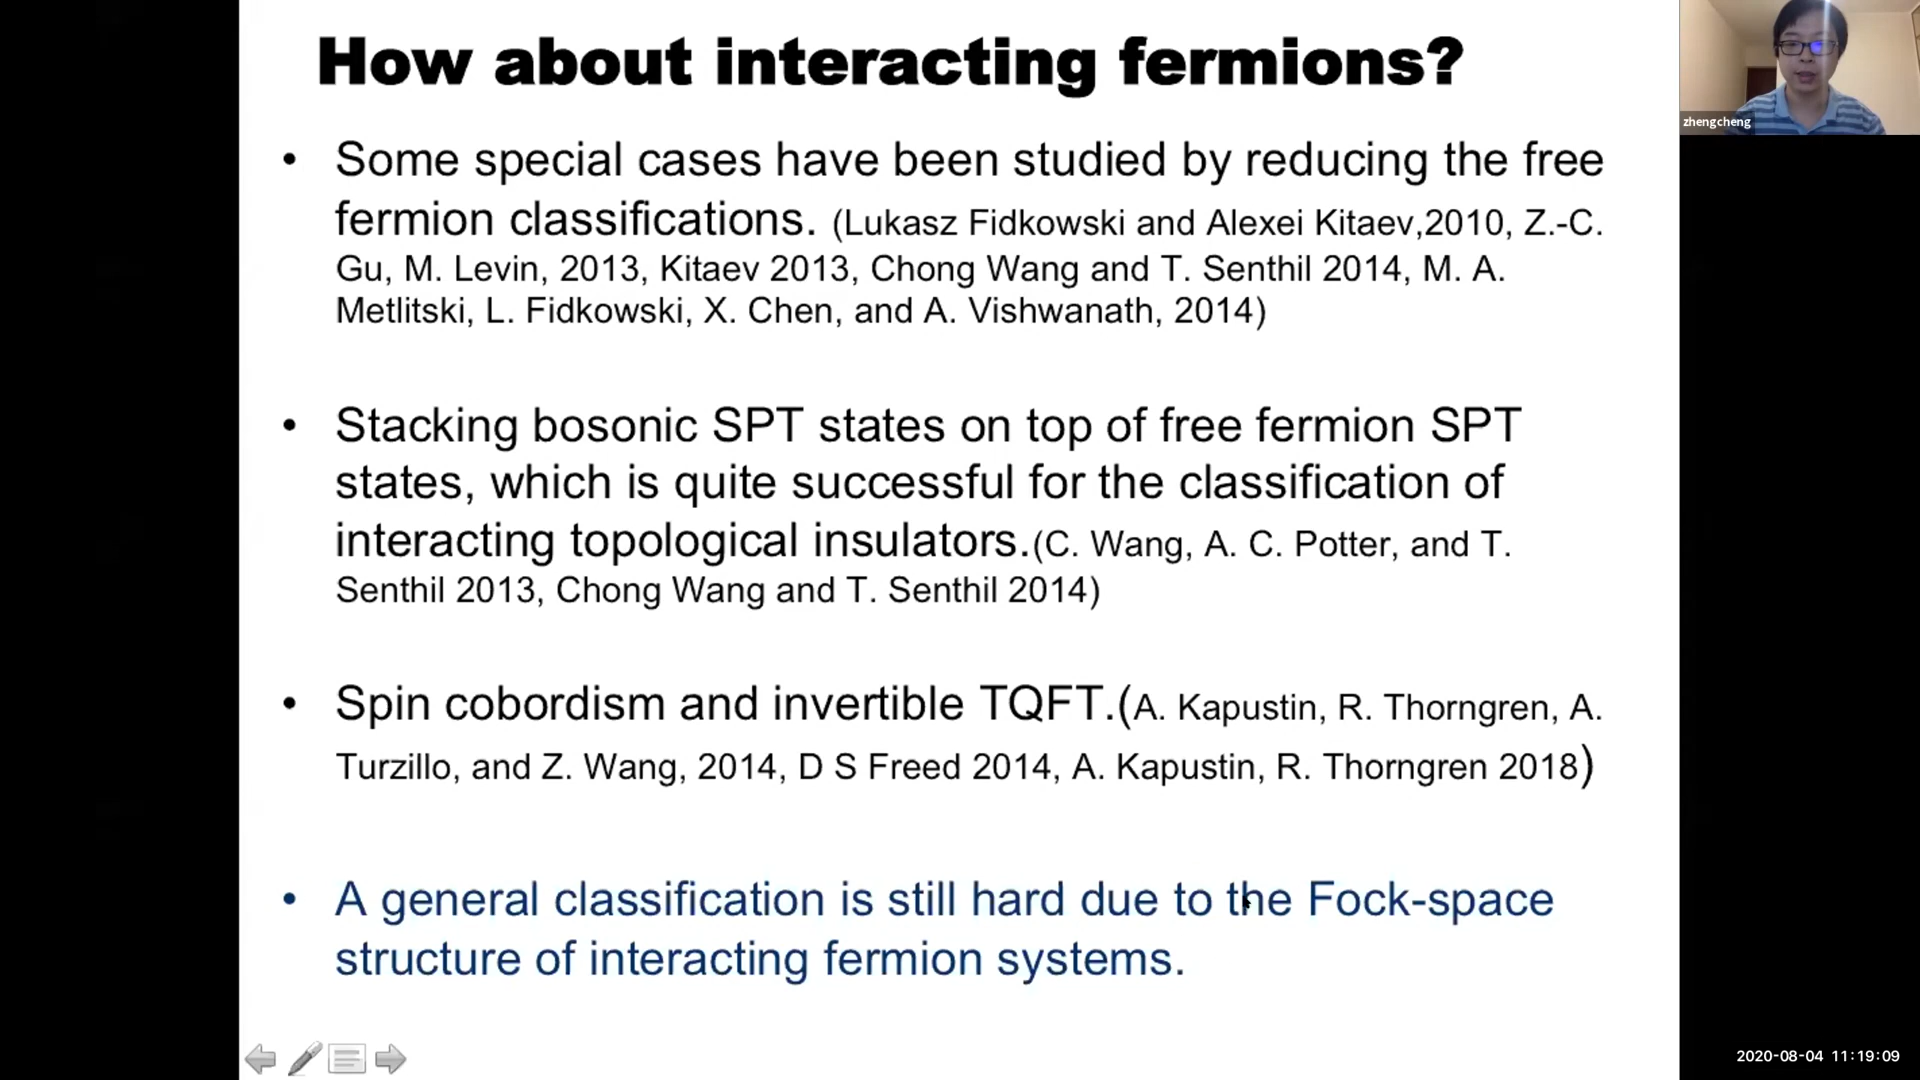 How about interacting fermions?
zhengcheng
• Some special cases have been studied by reducing the free
fermion classifications. (Lukasz Fidkowski and Alexei Kitaev,2010, Z.-C.
Gu, M. Levin, 2013, Kitaev 2013, Chong Wang and T. Senthil 2014, M. A.
Metlitski, L. Fidkowski, X. Chen, and A. Vishwanath, 2014)
• Stacking bosonic SPT states on top of free fermion SPT
states, which is quite successful for the classification of
interacting topological insulators.(C. Wang, A. C. Potter, and T.
Senthil 2013, Chong Wang and T. Senthil 2014)
• Spin cobordism and invertible TQFT.(A. Kapustin, R. Thorngren, A.
Turzillo, and Z. Wang, 2014, D S Freed 2014, A. Kapustin, R. Thorngren 2018)
• A general classification is still hard due to the Fock-space
structure of interacting fermion systems.
2020-08-04 11:19:09